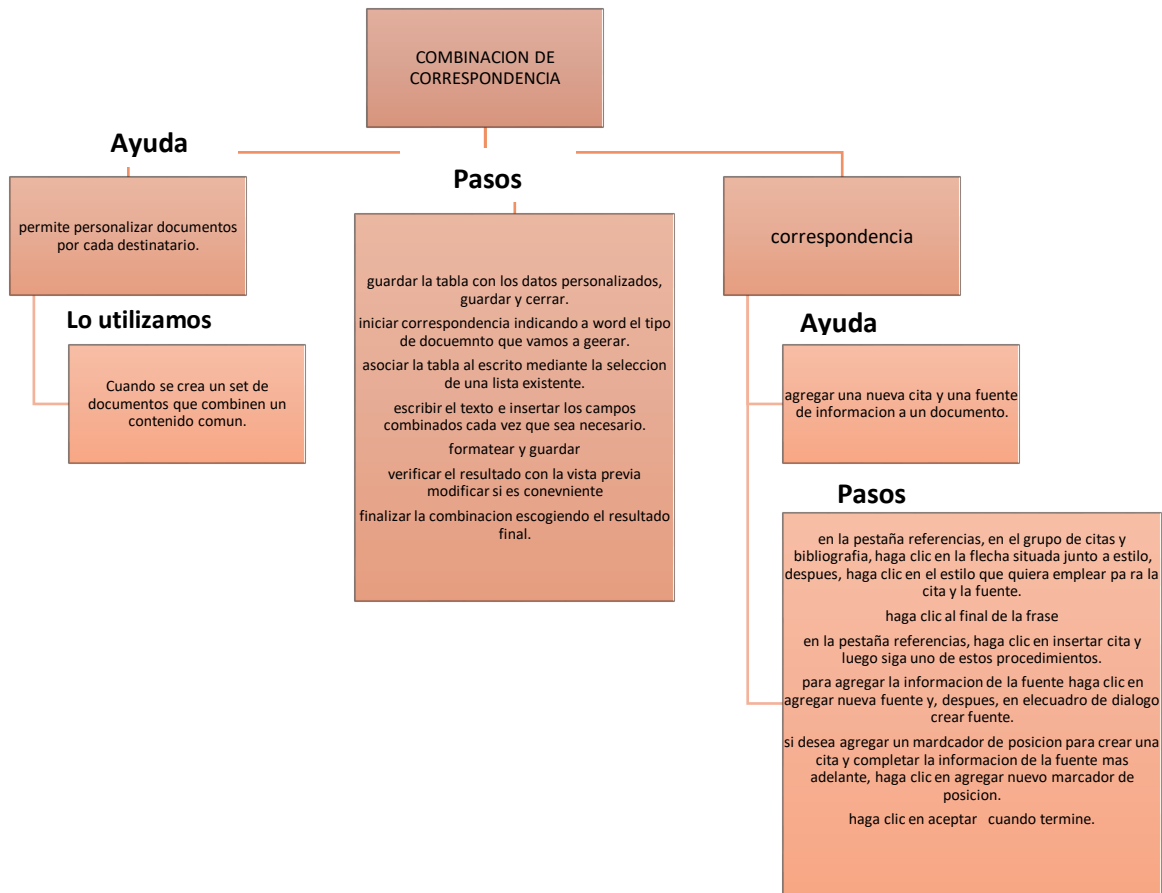 COMBINACION DE
CORRESPONDENCIA
Ayuda
permite personalizar documentos
por cada destinatario.
Lo utilizamos
Cuando se crea un set de
documentos que combinen un
contenido comun.
Pasos
guardar la tabla con los datos personalizados,
guardar y cerrar.
iniciar correspondencia indicando a word el tipo
de docuemnto que vamos a geerar.
asociar la tabla al escrito mediante la seleccion
de una lista existente.
escribir el texto e insertar los campos
combinados cada vez que sea necesario.
formatear y guardar
verificar el resultado con la vista previa
modificar si es conevniente
finalizar la combinacion escogiendo el resultado
final.
correspondencia
Ayuda
agregar una nueva cita y una fuente
de informacion a un documento.
Pasos
en la pestaña referencias, en el grupo de citas y
bibliografia, haga clic en la flecha situada junto a estilo,
despues, haga clic en el estilo que quiera emplear pa ra la
cita y la fuente.
haga clic al final de la frase
en la pestaña referencias, haga clic en insertar cita y
luego siga uno de estos procedimientos.
para agregar la informacion de la fuente haga clic en
agregar nueva fuente y, despues, en elecuadro de dialogo
crear fuente.
si desea agregar un mardcador de posicion para crear una
cita y completar la informacion de la fuente mas
adelante, haga clic en agregar nuevo marcador de
posicion.
haga clic en aceptar cuando termine.